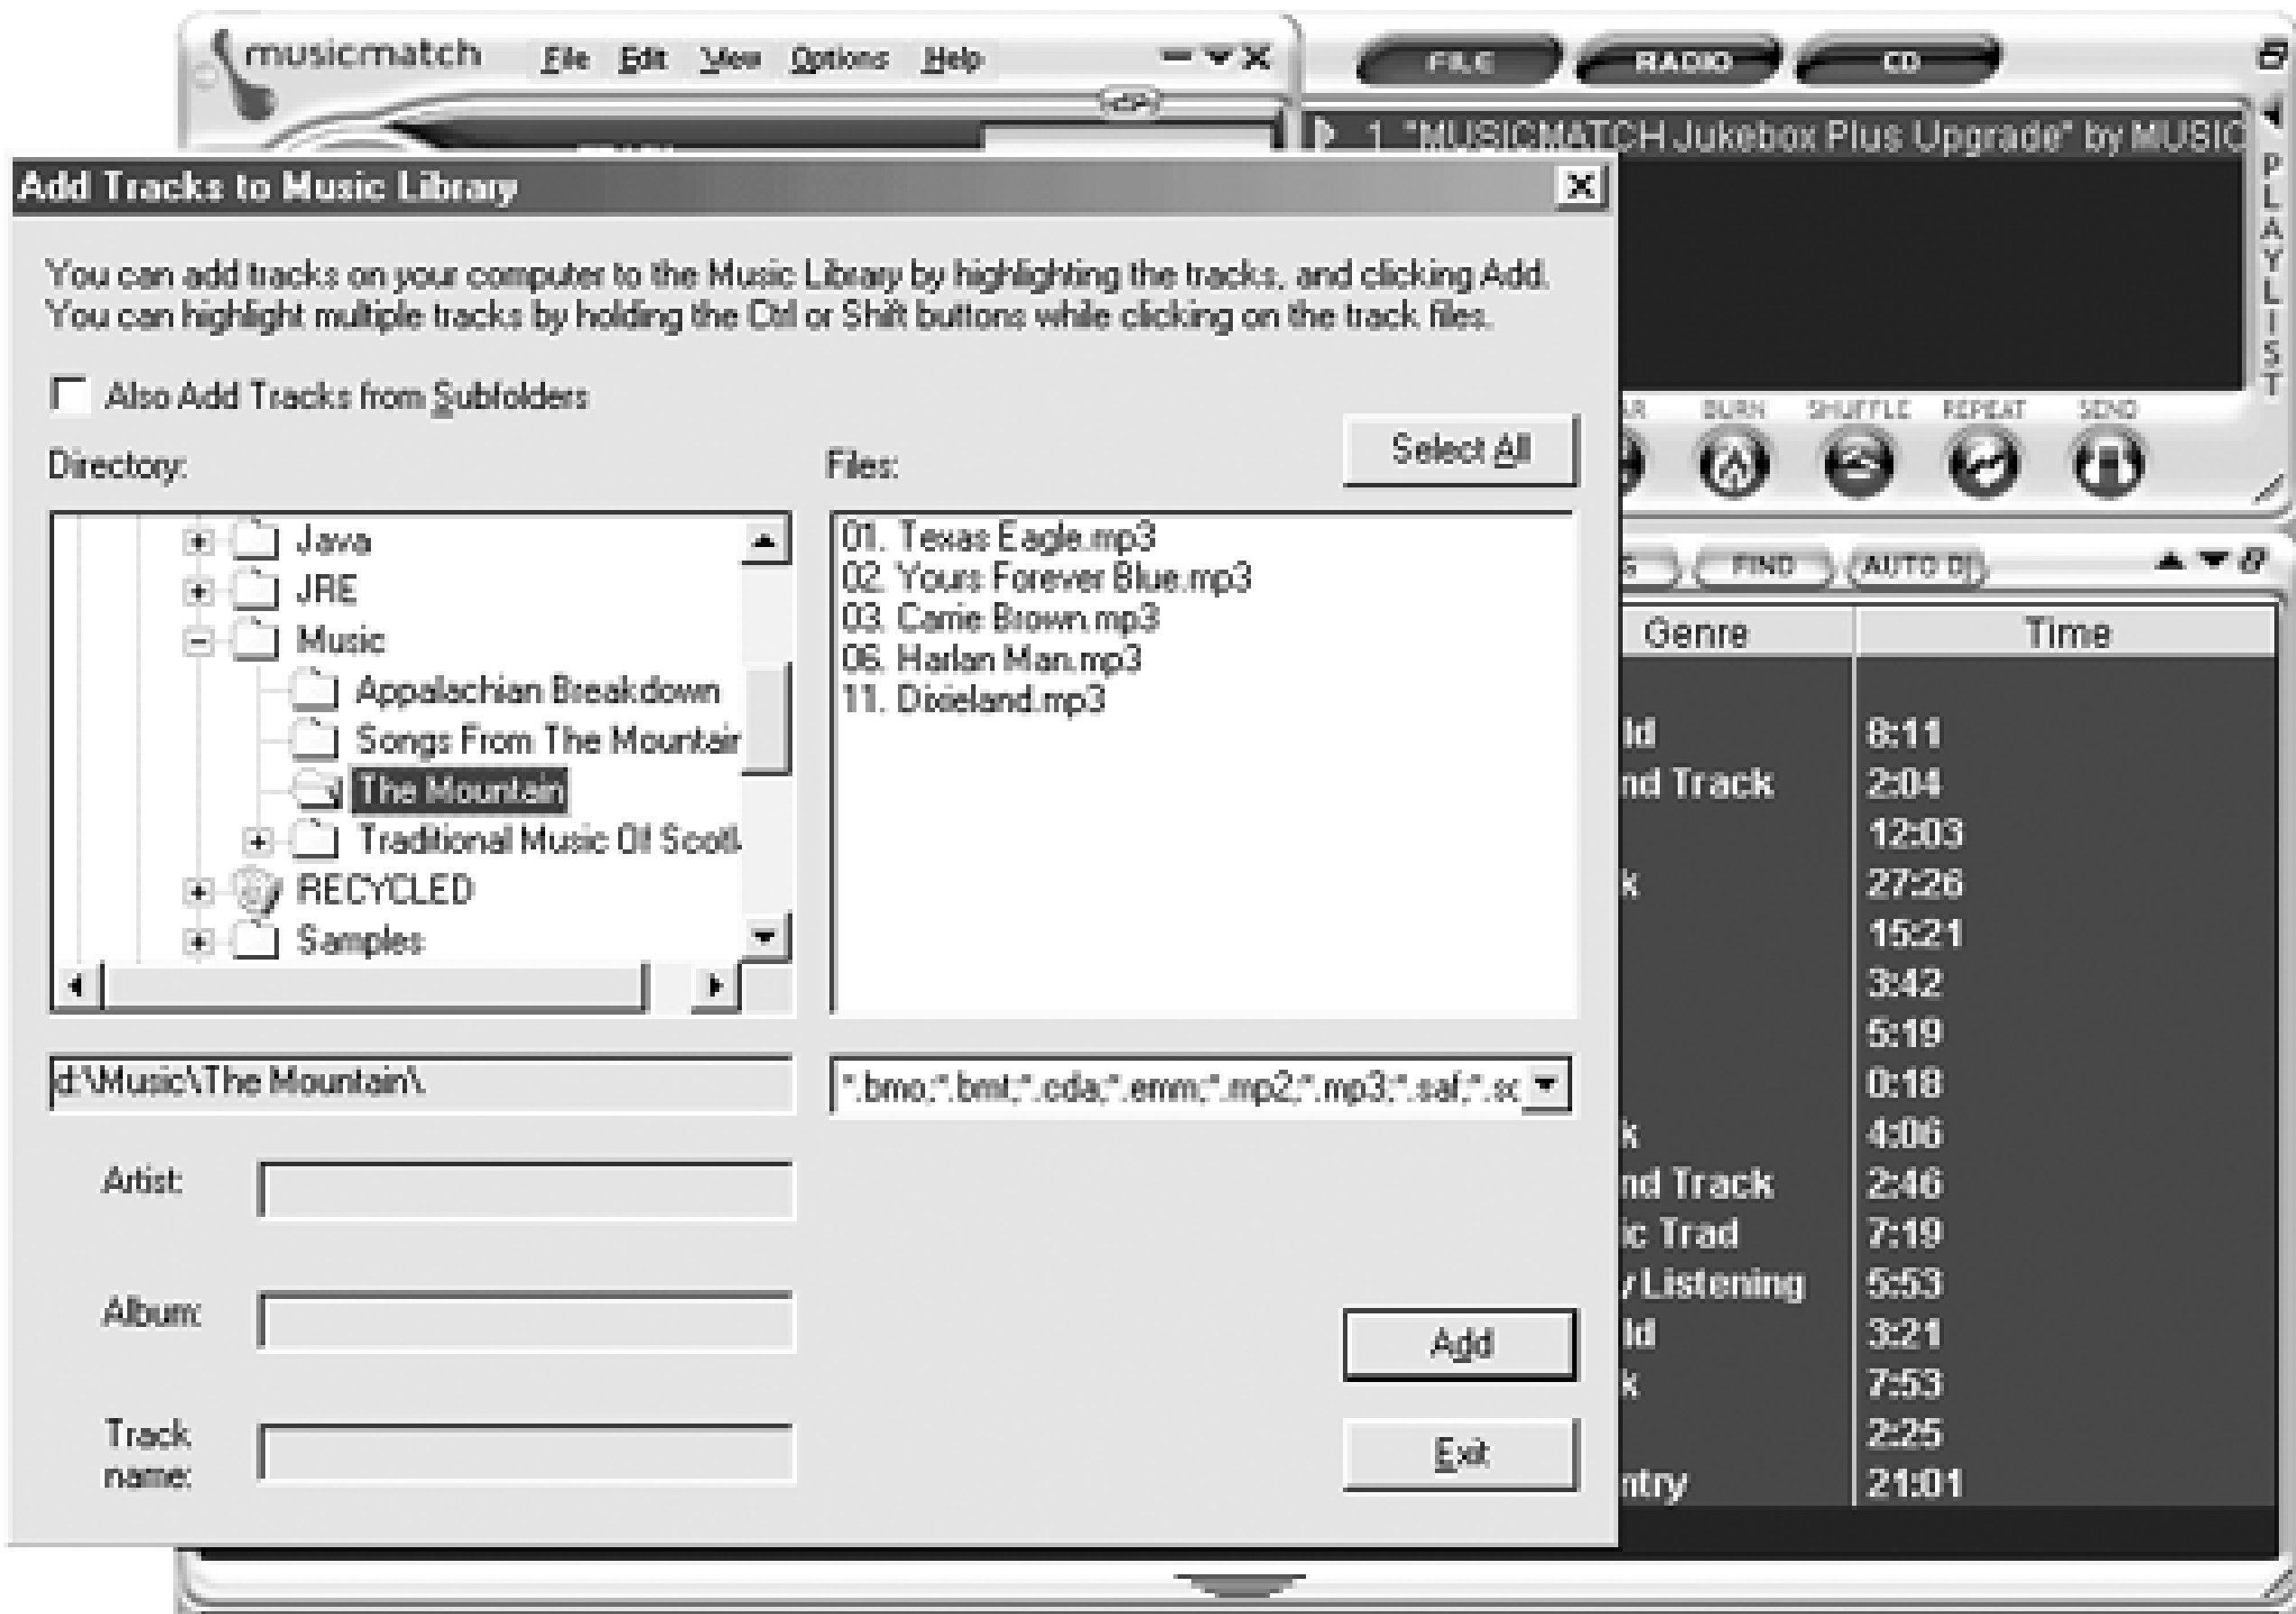 musicmatch File Edit View Options Help
FILE RADIO CD
1. "MUSICMATCH Jukebox Plus Upgrade" by MUSIC
PLAYLIST
Add Tracks to Music Library
You can add tracks on your computer to the Music Library by highlighting the tracks, and clicking Add.
You can highlight multiple tracks by holding the Ctrl or Shift buttons while clicking on the track files.
Also Add Tracks from Subfolders
Select All
Directory:
Files:
Java
JRE
Music
Appalachian Breakdown
Songs From The Mountain
The Mountain
Traditional Music Of Scotl
RECYCLED
Samples
01. Texas Eagle.mp3
02. Yours Forever Blue.mp3
03. Carrie Brown.mp3
06. Harlan Man.mp3
11. Dixieland.mp3
d:\Music\The Mountain\
*.bmo;*.bmt;*.cda;*.emm;*.mp2;*.mp3;*.saf;*.sc
Artist:
Album:
Track
name:
Add
Exit
AR BURN SHUFFLE REPEAT SEND
S FIND AUTO DJ
Genre Time
ld 8:11
nd Track 2:04
12:03
k 27:26
15:21
3:42
5:19
0:18
k 4:06
nd Track 2:46
ic Trad 7:19
y Listening 5:53
ld 3:21
k 7:53
2:25
ntry 21:01